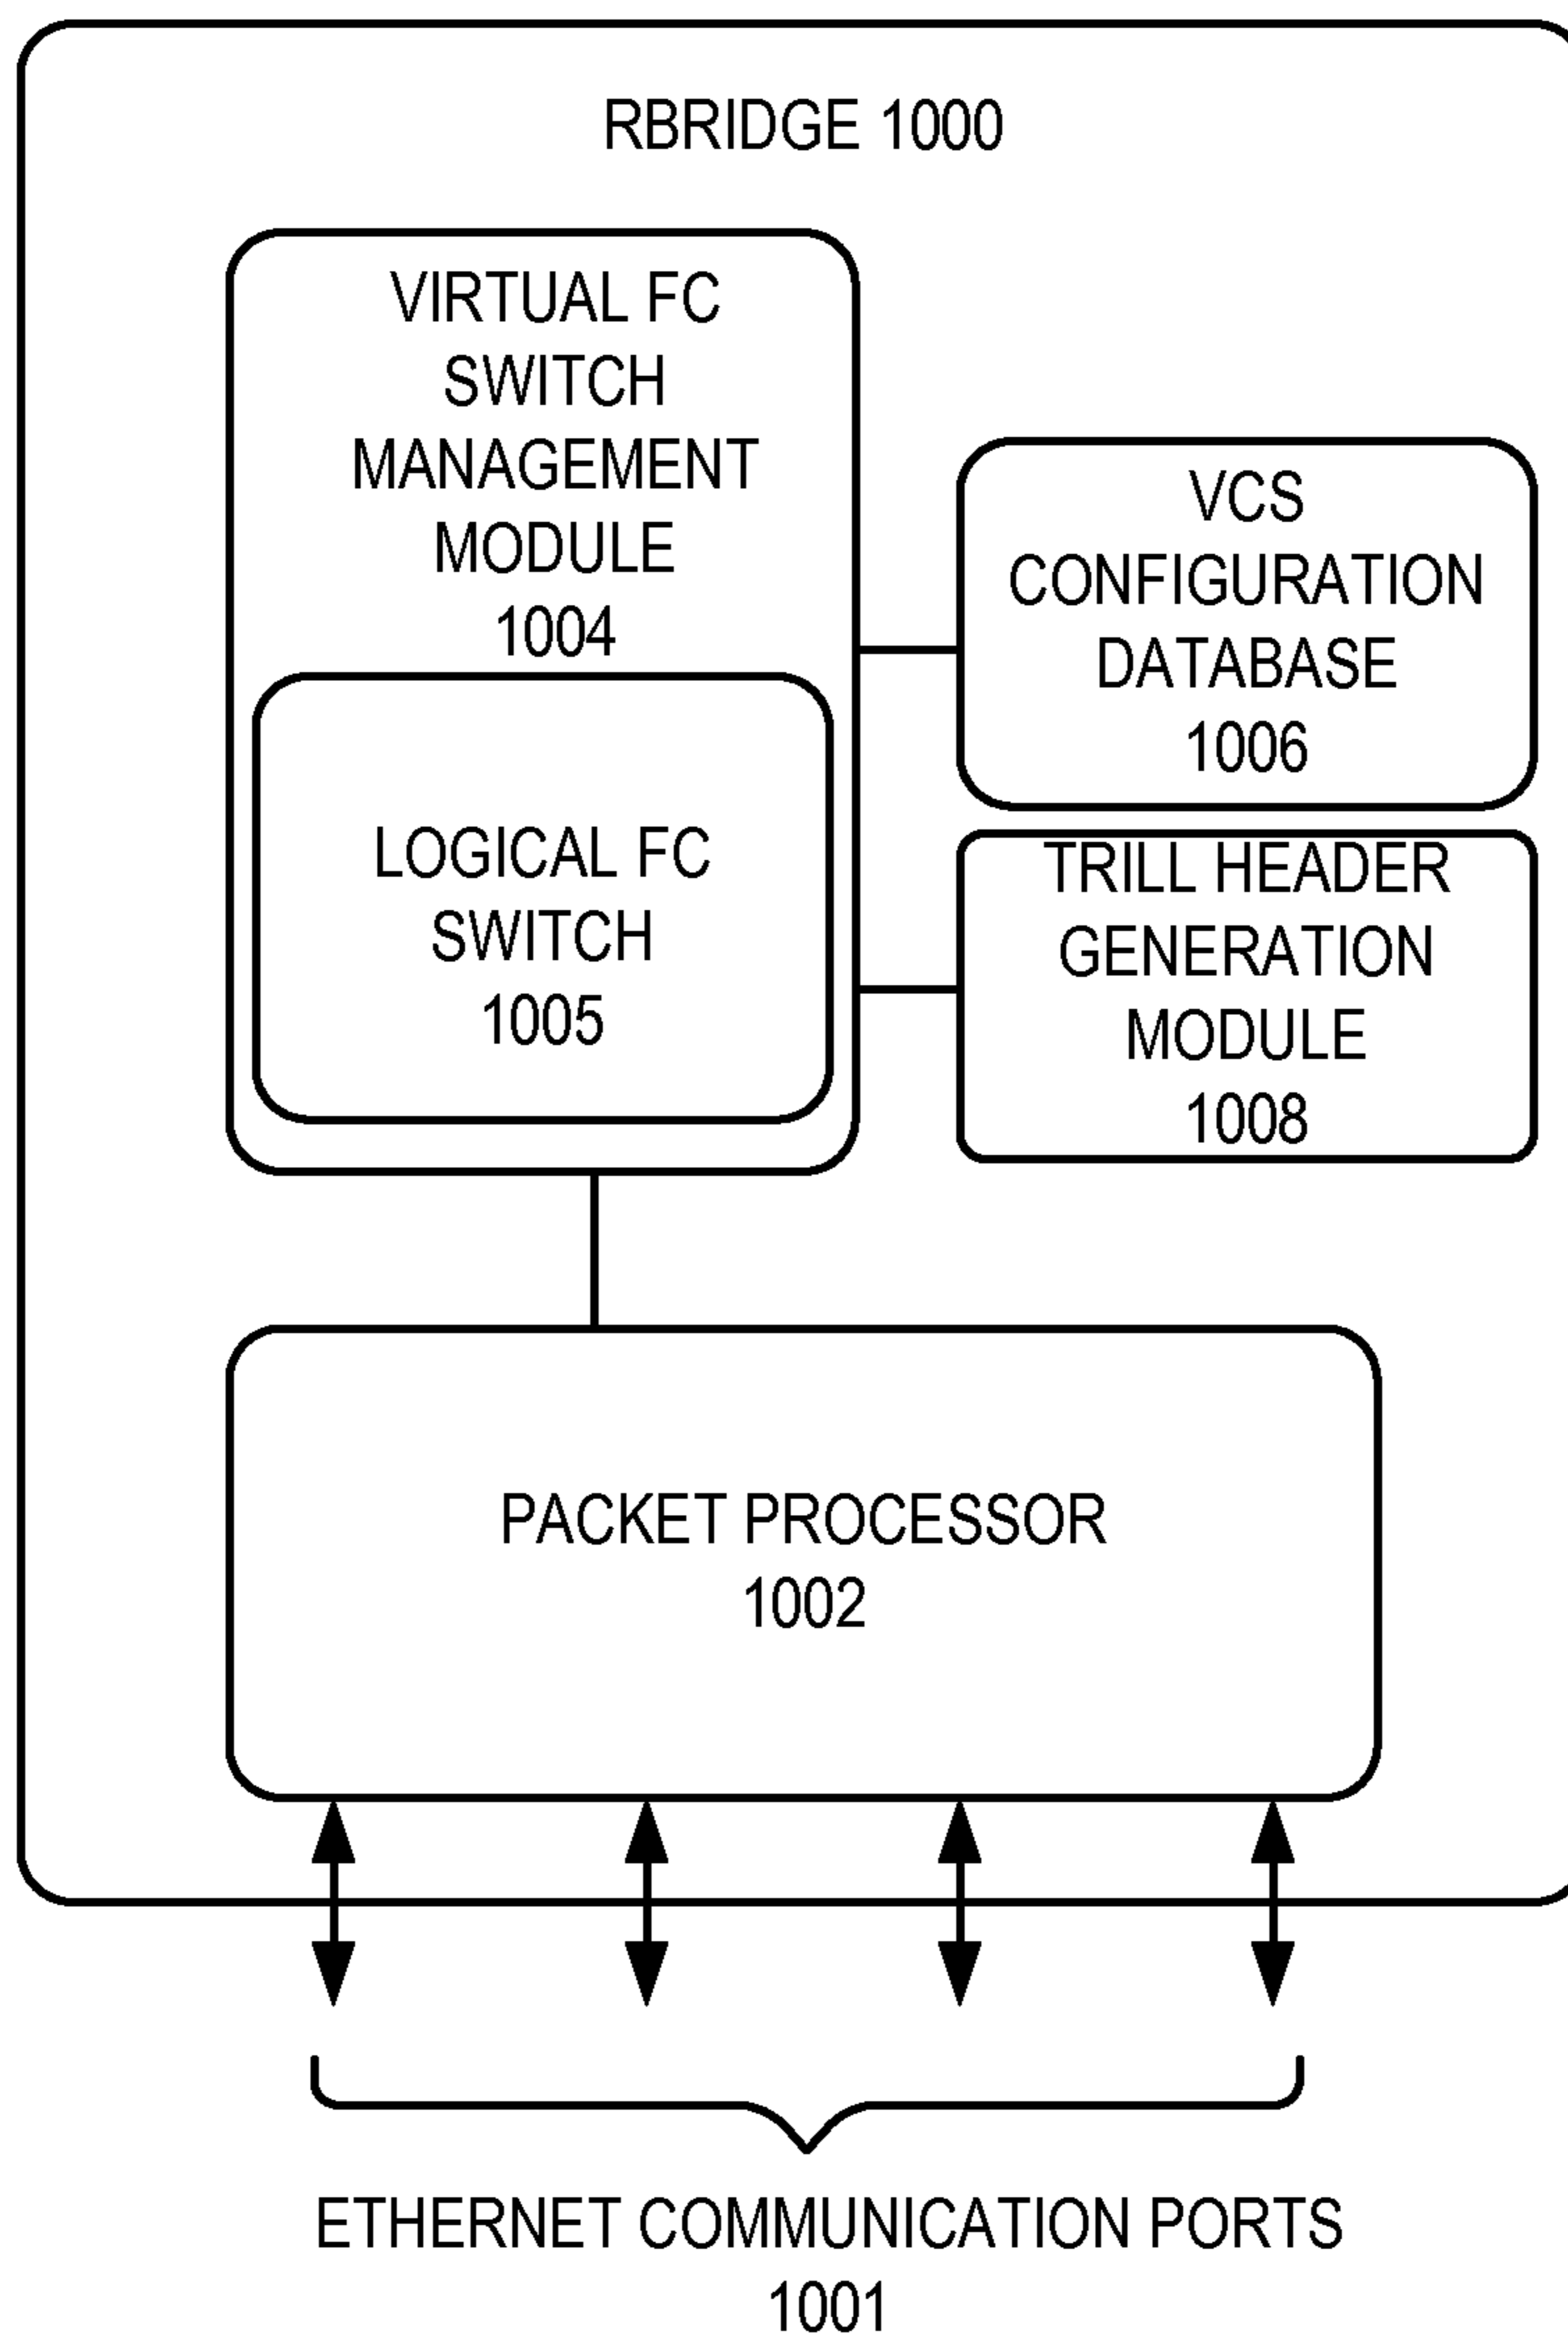 RBRIDGE 1000
VIRTUAL FC
SWITCH
MANAGEMENT
MODULE
1004
LOGICAL FC
SWITCH
1005
VCS
CONFIGURATION
DATABASE
1006
TRILL HEADER
GENERATION
MODULE
1008
PACKET PROCESSOR
1002
ETHERNET COMMUNICATION PORTS
1001